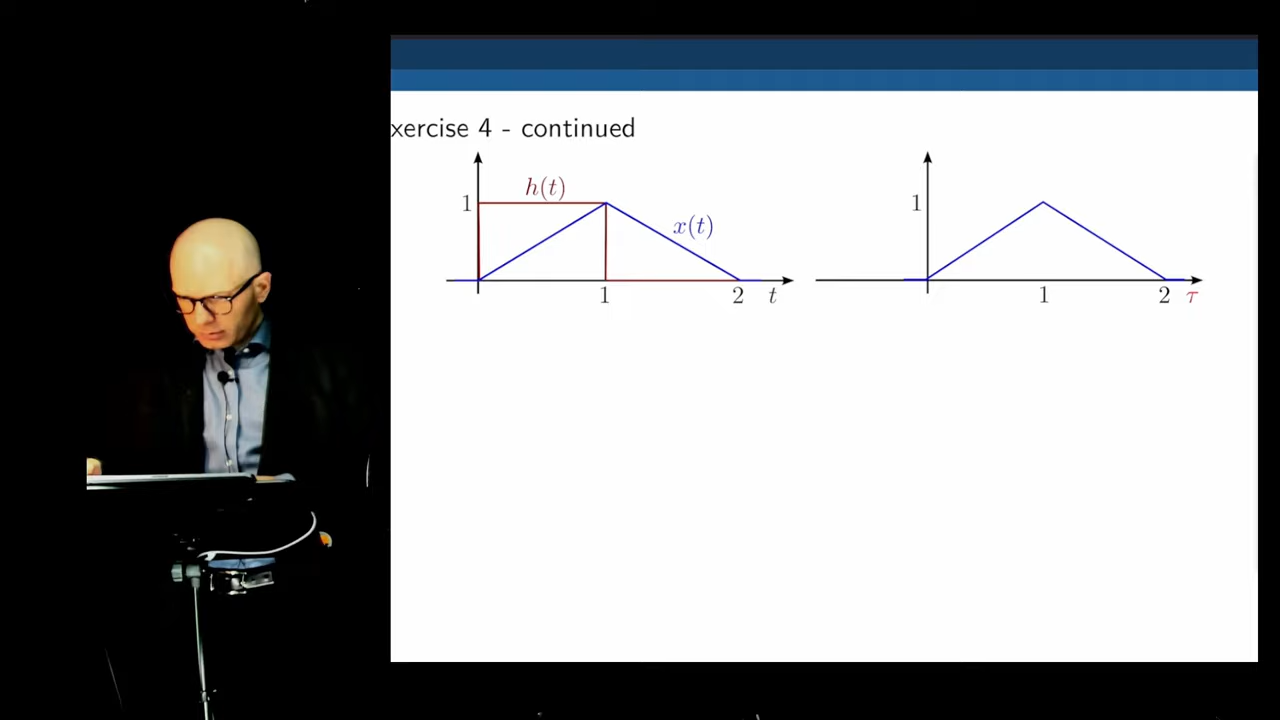 xercise 4 - continued
h(t)
1
x(t)
1
2
t
1
1
2
τ